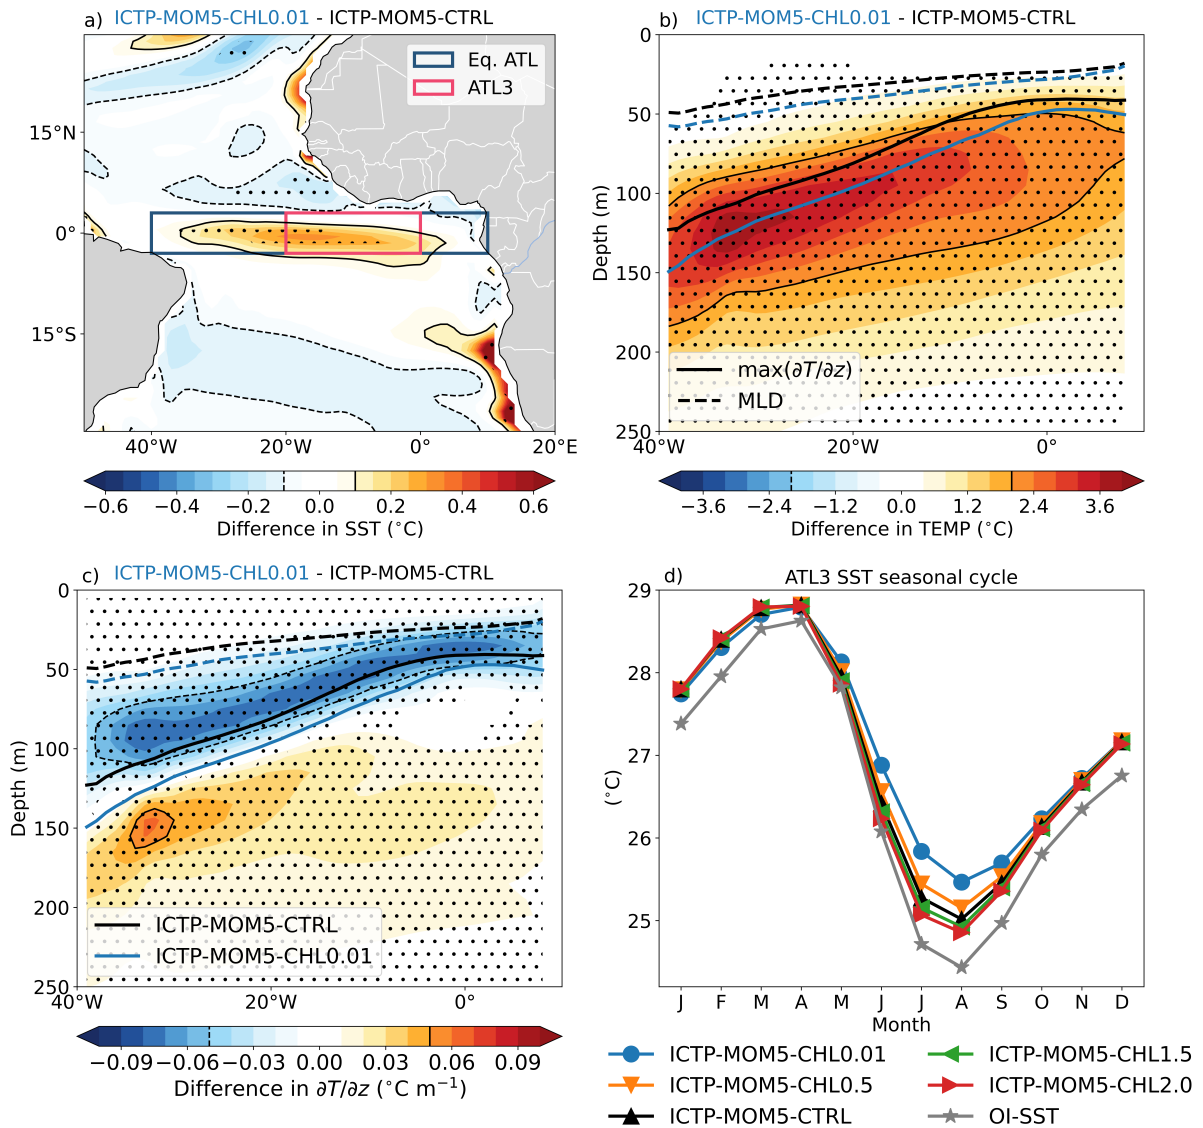 a) ICTP-MOM5-CHL0.01 - ICTP-MOM5-CTRL
Eq. ATL
ATL3
15°N
0°
15°S
40°W
20°W
0°
20°E
−0.6 −0.4 −0.2 0.0 0.2 0.4 0.6
Difference in SST (°C)
b) ICTP-MOM5-CHL0.01 - ICTP-MOM5-CTRL
0
50
100
150
200
250
Depth (m)
max(∂T/∂z)
MLD
40°W
20°W
0°
−3.6 −2.4 −1.2 0.0 1.2 2.4 3.6
Difference in TEMP (°C)
c) ICTP-MOM5-CHL0.01 - ICTP-MOM5-CTRL
0
50
100
150
200
250
Depth (m)
ICTP-MOM5-CTRL
ICTP-MOM5-CHL0.01
40°W
20°W
0°
−0.09 −0.06 −0.03 0.00 0.03 0.06 0.09
Difference in ∂T/∂z (°C m⁻¹)
d) ATL3 SST seasonal cycle
29
28
27
26
25
(°C)
J F M A M J J A S O N D
Month
ICTP-MOM5-CHL0.01
ICTP-MOM5-CHL0.5
ICTP-MOM5-CTRL
ICTP-MOM5-CHL1.5
ICTP-MOM5-CHL2.0
OI-SST